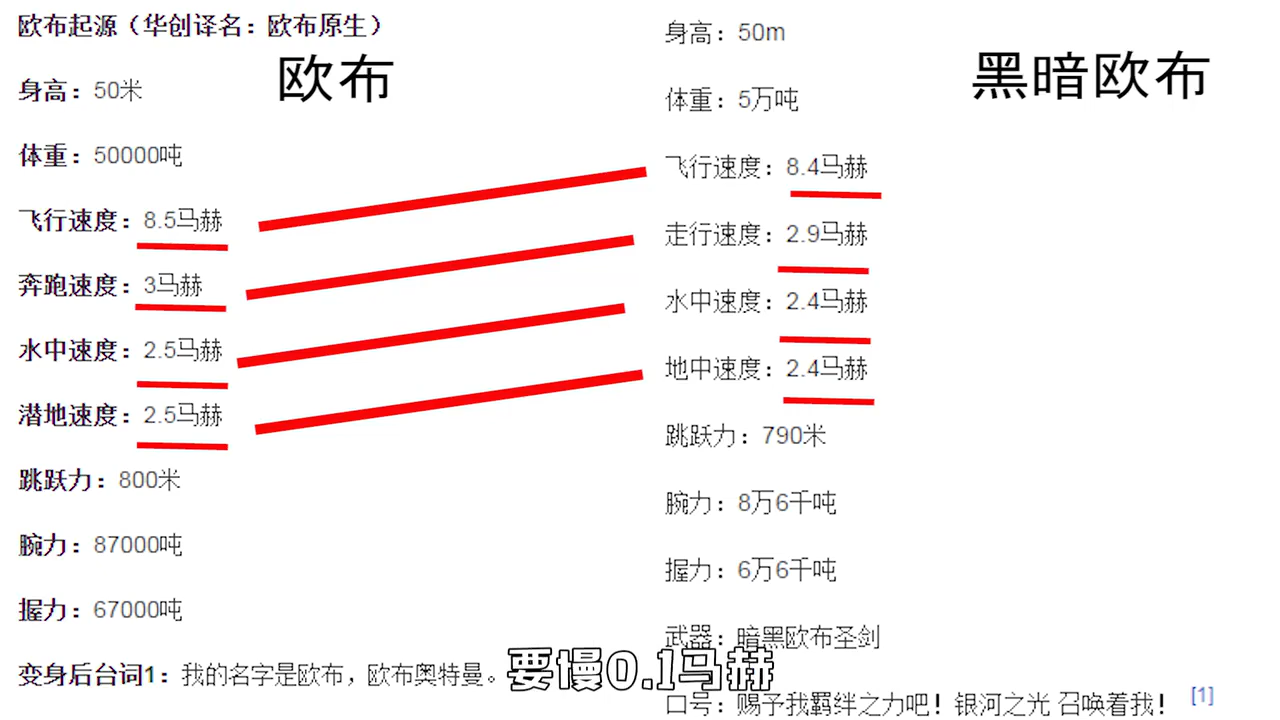 欧布起源（华创译名：欧布原生）
欧布
身高：50米
体重：50000吨
飞行速度：8.5马赫
奔跑速度：3马赫
水中速度：2.5马赫
潜地速度：2.5马赫
跳跃力：800米
腕力：87000吨
握力：67000吨
变身后台词1：我的名字是欧布，欧布奥特曼。
黑暗欧布
身高：50m
体重：5万吨
飞行速度：8.4马赫
走行速度：2.9马赫
水中速度：2.4马赫
地中速度：2.4马赫
跳跃力：790米
腕力：8万6千吨
握力：6万6千吨
武器：暗黑欧布圣剑
口号：赐予我羁绊之力吧！银河之光 召唤着我！ [1]
要慢0.1马赫